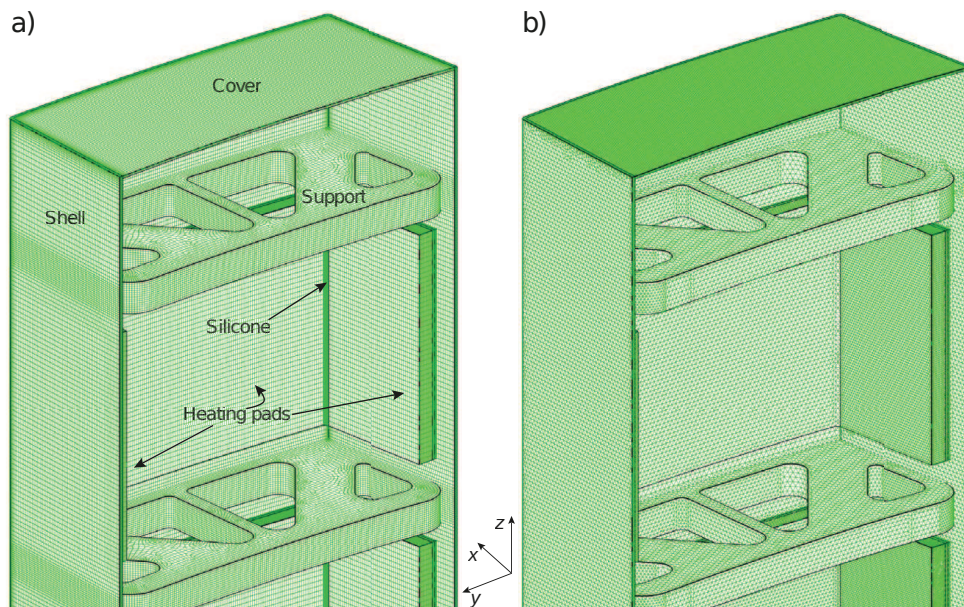 a)
b)
Cover
Support
Shell
Silicone
Heating pads
z
x
y